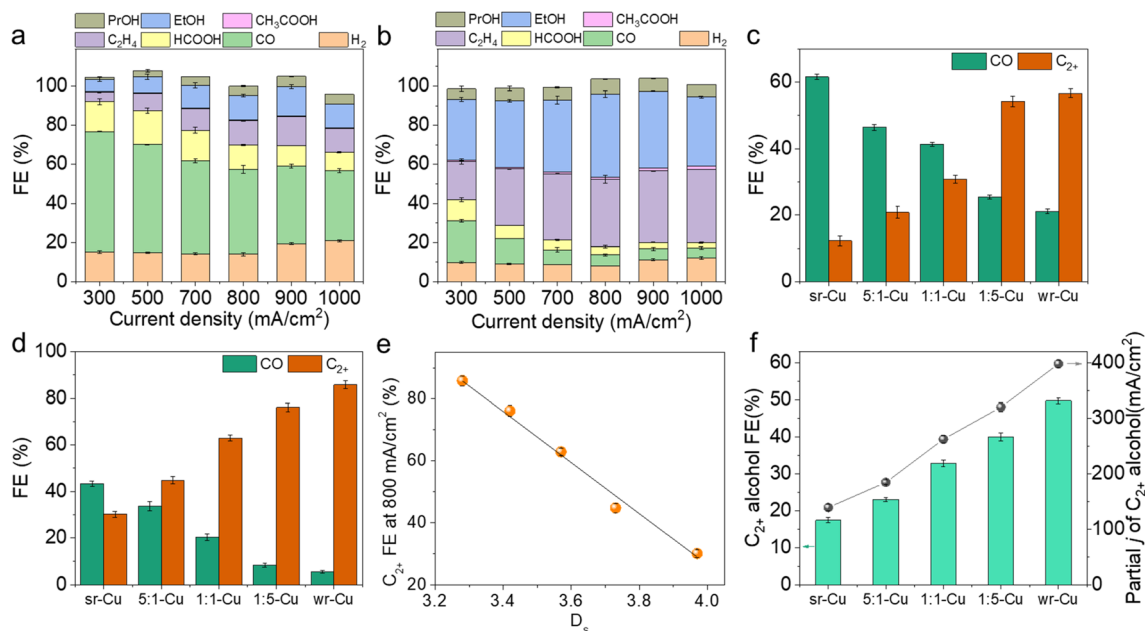 a
PrOH EtOH CH₃COOH
C₂H₄ HCOOH CO H₂
FE (%)
120
100
80
60
40
20
0
300 500 700 800 900 1000
Current density (mA/cm²)
b
PrOH EtOH CH₃COOH
C₂H₄ HCOOH CO H₂
FE (%)
120
100
80
60
40
20
0
300 500 700 800 900 1000
Current density (mA/cm²)
c
CO C₂₊
FE (%)
60
40
20
0
sr-Cu 5:1-Cu 1:1-Cu 1:5-Cu wr-Cu
d
CO C₂₊
FE (%)
100
80
60
40
20
0
sr-Cu 5:1-Cu 1:1-Cu 1:5-Cu wr-Cu
e
C₂₊ FE at 800 mA/cm² (%)
80
60
40
20
3.2 3.4 3.6 3.8 4.0
Dₛ
f
C₂₊ alcohol FE(%)
60
50
40
30
20
10
0
sr-Cu 5:1-Cu 1:1-Cu 1:5-Cu wr-Cu
400
300
200
100
0
Partial j of C₂₊ alcohol(mA/cm²)